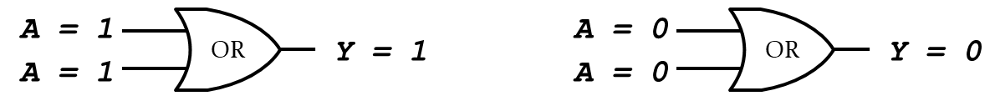 A = 1
OR
Y = 1
A = 1
A = 0
OR
Y = 0
A = 0